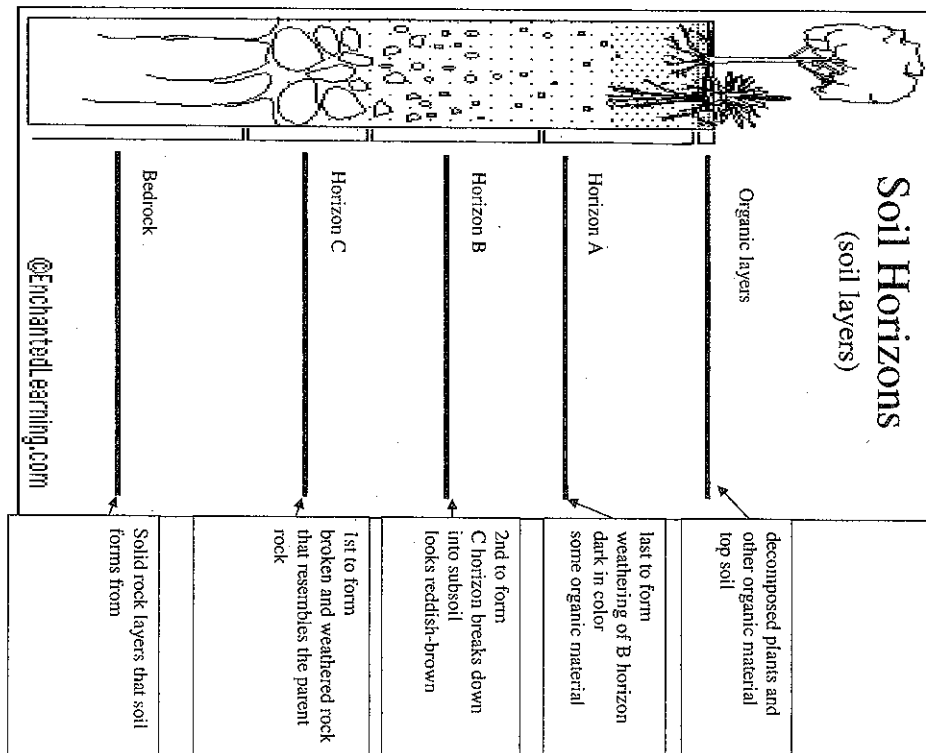 Soil Horizons
(soil layers)
Organic layers
decomposed plants and
other organic material
top soil
Horizon A
last to form
weathering of B horizon
dark in color
some organic material
Horizon B
2nd to form
C horizon breaks down
into subsoil
looks reddish-brown
Horizon C
1st to form
broken and weathered rock
that resembles the parent
rock
Bedrock
Solid rock layers that soil
forms from
©EnchantedLearning.com